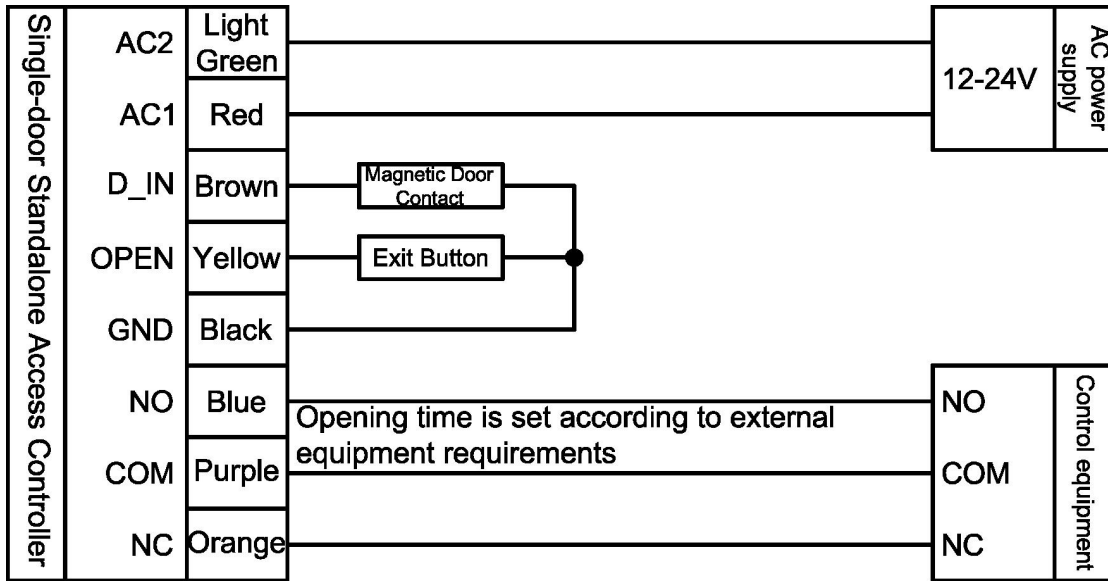 Single-door Standalone Access Controller
AC2
Light
Green
AC1
Red
D_IN
Brown
OPEN
Yellow
GND
Black
NO
Blue
COM
Purple
NC
Orange
Magnetic Door
Contact
Exit Button
Opening time is set according to external
equipment requirements
12-24V
AC power
supply
NO
COM
NC
Control equipment